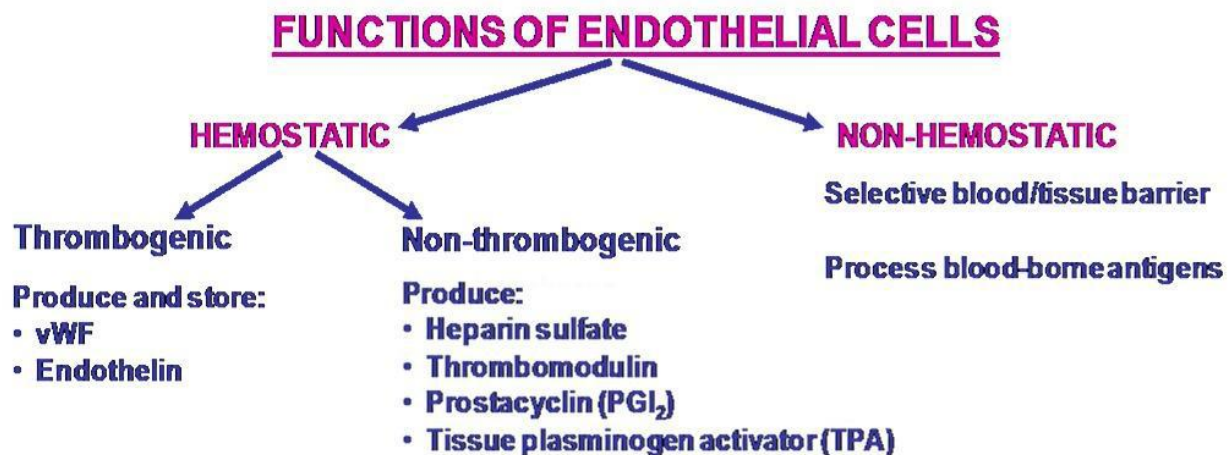 FUNCTIONS OF ENDOTHELIAL CELLS
HEMOSTATIC
NON-HEMOSTATIC
Thrombogenic
Produce and store:
• vWF
• Endothelin
Non-thrombogenic
Produce:
• Heparin sulfate
• Thrombomodulin
• Prostacyclin (PGI₂)
• Tissue plasminogen activator (TPA)
Selective blood/tissue barrier
Process blood-borne antigens